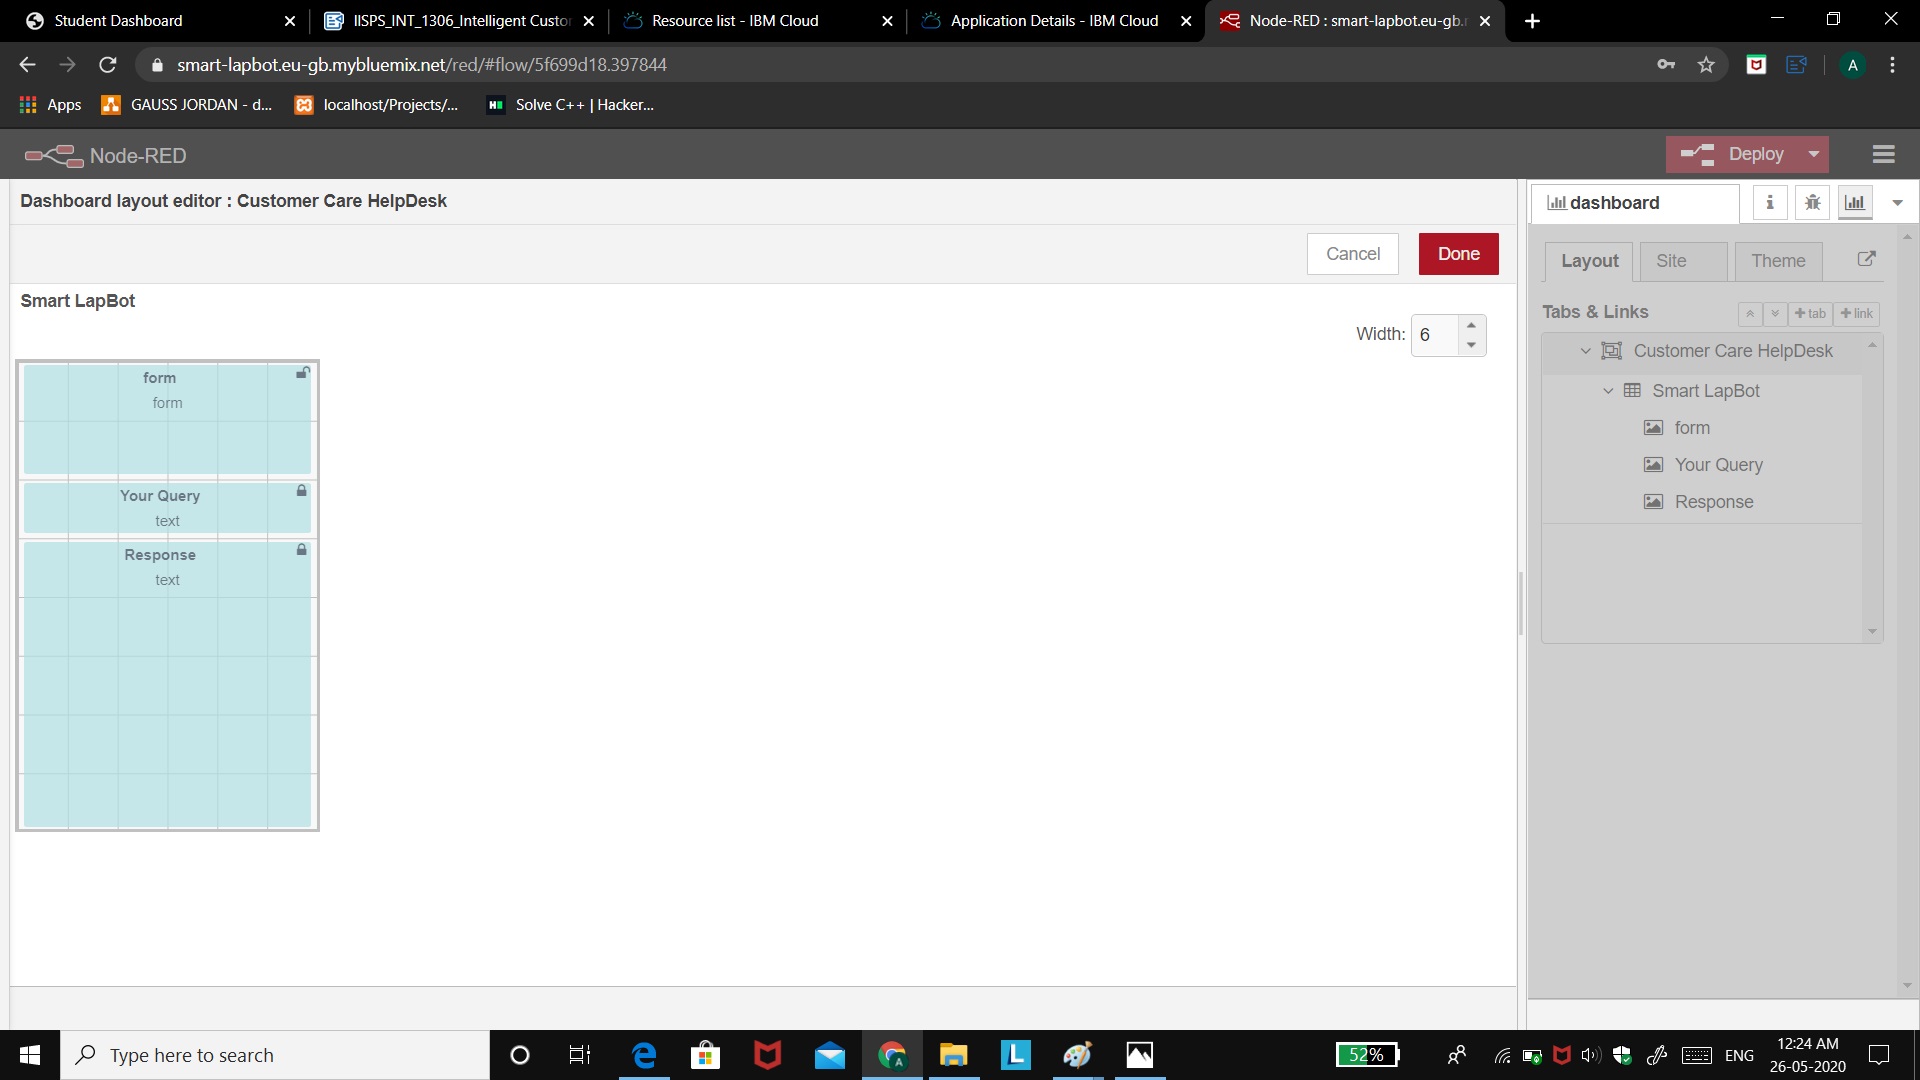 Student Dashboard
IISPS_INT_1306_Intelligent Custo
Resource list - IBM Cloud
Application Details - IBM Cloud
Node-RED : smart-lapbot.eu-gb.
smart-lapbot.eu-gb.mybluemix.net/red/#flow/5f699d18.397844
A
Apps
GAUSS JORDAN - d...
localhost/Projects/...
Solve C++ | Hacker...
Node-RED
Deploy
Dashboard layout editor : Customer Care HelpDesk
Cancel
Done
Smart LapBot
Width: 6
form
form
Your Query
text
Response
text
dashboard
i
Layout
Site
Theme
Tabs & Links
+ tab
+ link
Customer Care HelpDesk
Smart LapBot
form
Your Query
Response
Type here to search
L
A
52%
ENG
12:24 AM
26-05-2020